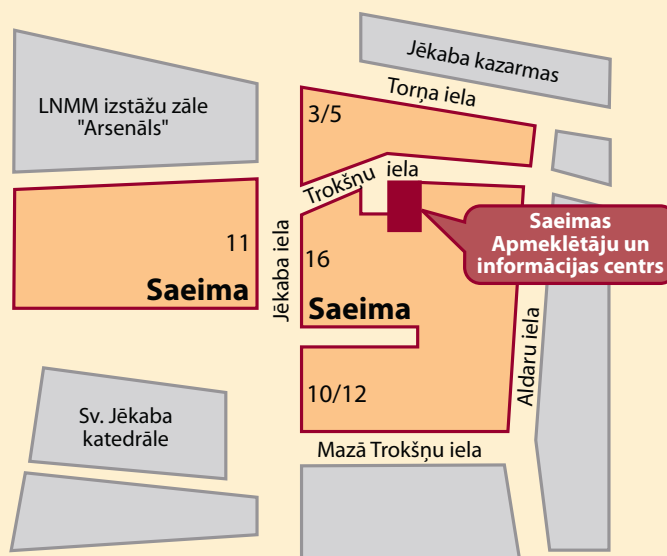 Jēkaba kazarmas
LNMM izstāžu zāle
"Arsenāls"
3/5
Torņa iela
Trokšņu iela
11
Saeima
Jēkaba iela
16
Saeima
Saeimas
Apmeklētāju un
informācijas centrs
Aldaru iela
10/12
Sv. Jēkaba
katedrāle
Mazā Trokšņu iela